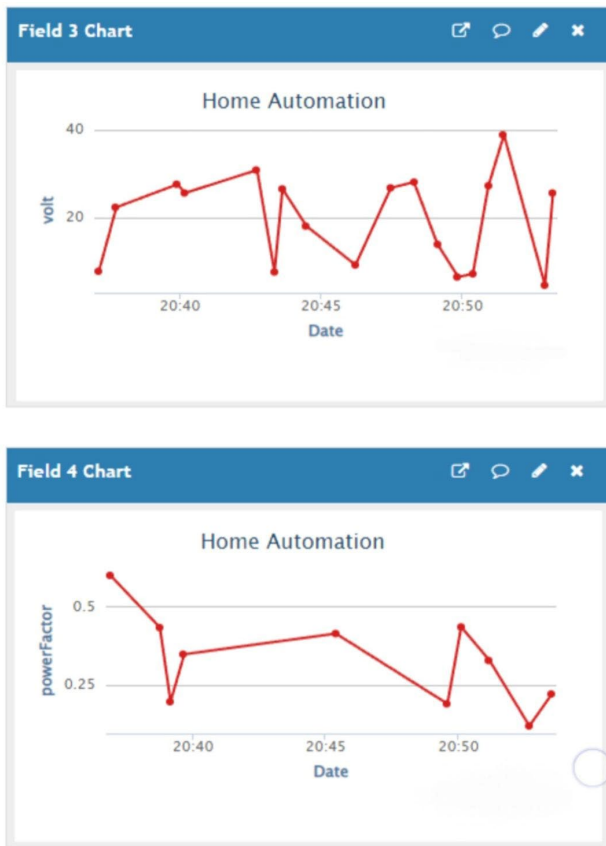 Field 3 Chart
Home Automation
40
20
volt
20:40 20:45 20:50
Date
Field 4 Chart
Home Automation
0.5
0.25
powerFactor
20:40 20:45 20:50
Date